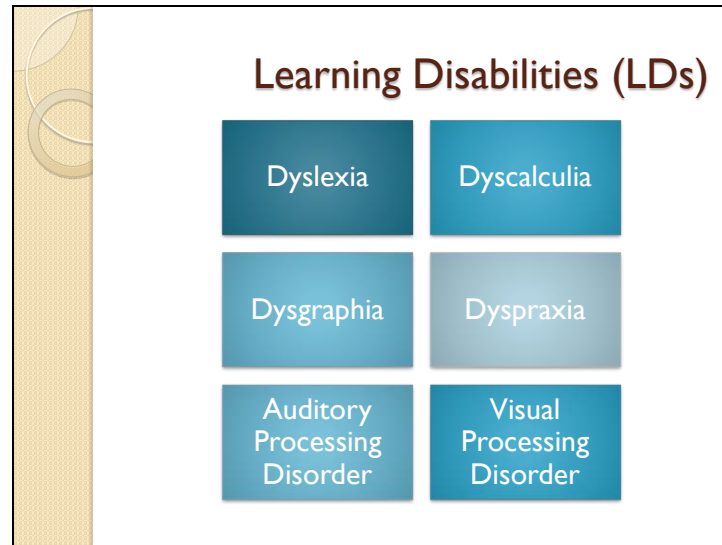 Learning Disabilities (LDs)
Dyslexia
Dyscalculia
Dysgraphia
Dyspraxia
Auditory
Processing
Disorder
Visual
Processing
Disorder